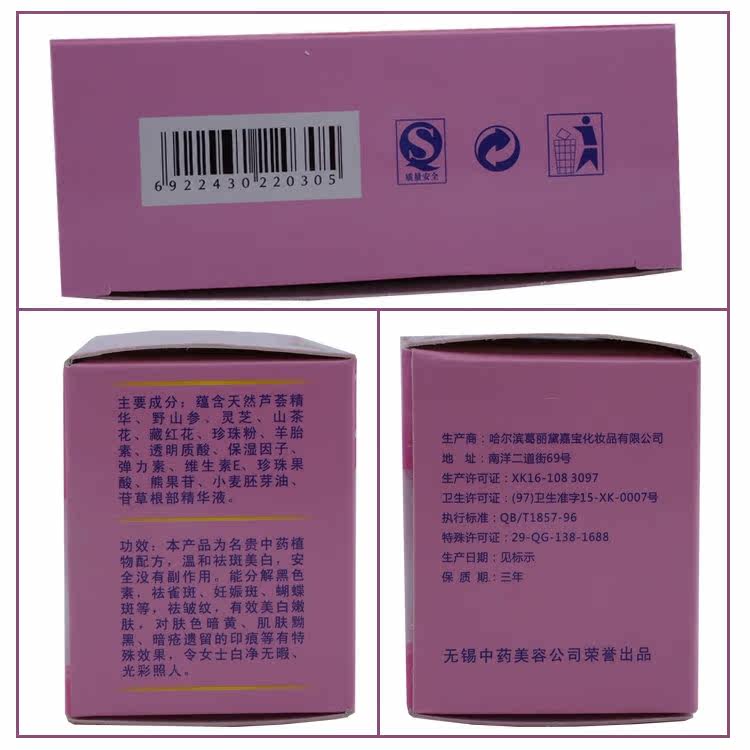 6922430220305
质量安全
主要成分：蕴含天然芦荟精
华、野山参、灵芝、山茶
花、藏红花、珍珠粉、羊胎
素、透明质酸、保湿因子、
弹力素、维生素E、珍珠果
酸、熊果苷、小麦胚芽油、
苷草根部精华液。
功效：本产品为名贵中药植
物配方，温和祛斑美白，安
全没有副作用。能分解黑色
素，祛雀斑、妊娠斑、蝴蝶
斑等，祛皱纹，有效美白嫩
肤，对肤色暗黄、肌肤黝
黑、暗疮遗留的印痕等有特
殊效果，令女士白净无暇、
光彩照人。
生产商：哈尔滨葛丽黛嘉宝化妆品有限公司
地 址：南洋二道街69号
生产许可证：XK16-108 3097
卫生许可证：(97)卫生准字15-XK-0007号
执行标准：QB/T1857-96
特殊许可证：29-QG-138-1688
生产日期：见标示
保 质 期：三年
无锡中药美容公司荣誉出品